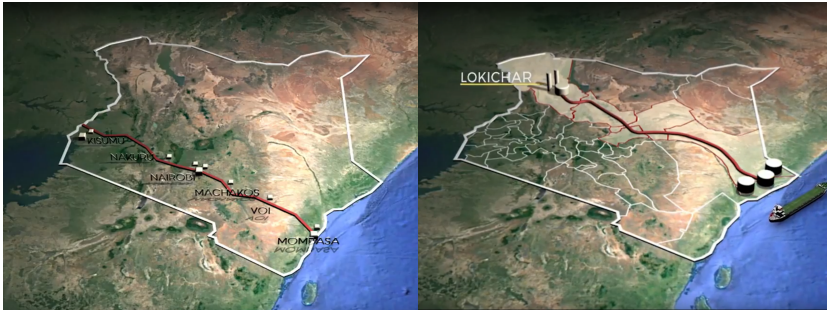 KISUMU
NAKURU
NAIROBI
MACHAKOS
VOI
MOMBASA
LOKICHAR